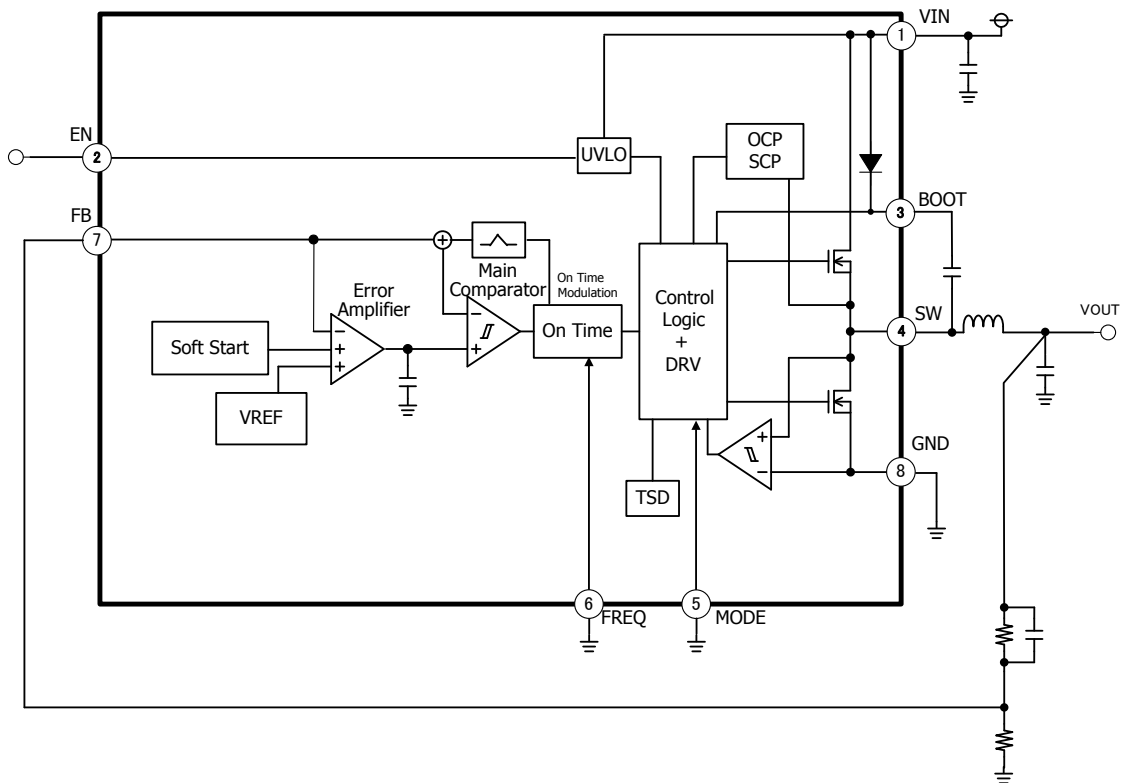 VIN
1
EN
2
UVLO
OCP
SCP
3
BOOT
FB
7
Main
Comparator
On Time
Modulation
Error
Amplifier
Soft Start
VREF
On Time
Control
Logic
+
DRV
SW
4
VOUT
GND
8
TSD
6
FREQ
5
MODE
+
−
+
+
−
+
+
−